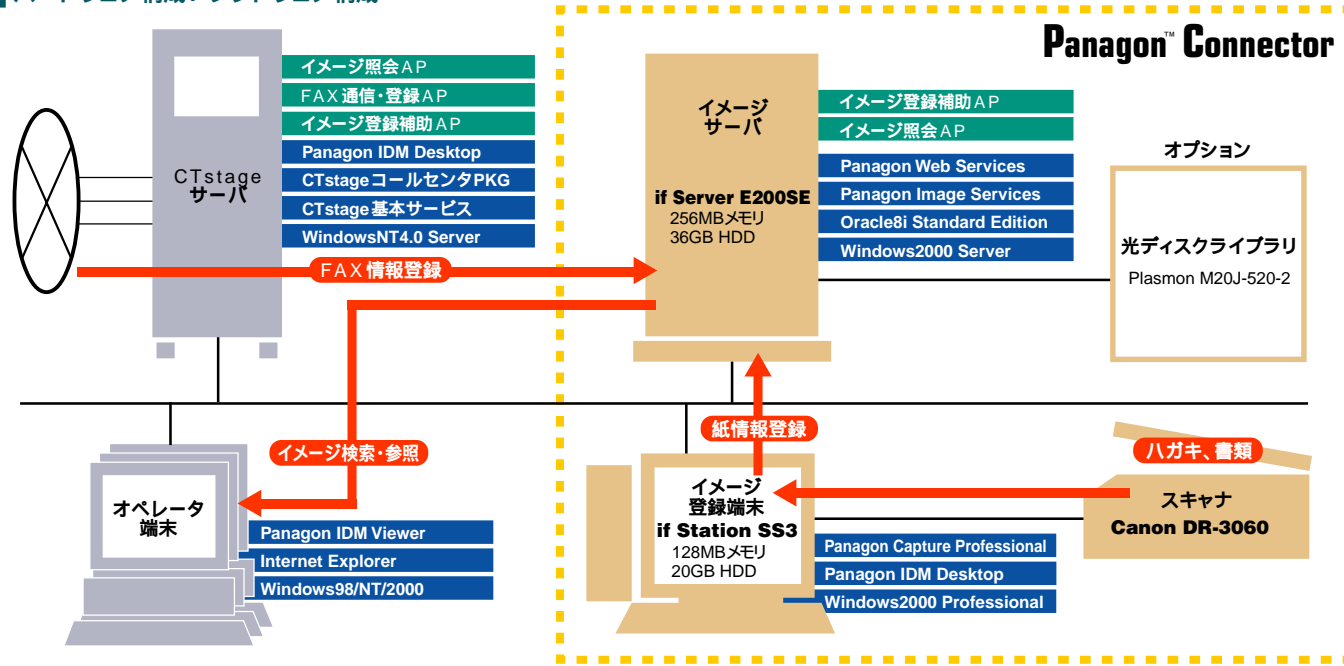 Panagon™ Connector
イメージ照会AP
FAX通信・登録AP
イメージ登録補助AP
Panagon IDM Desktop
CTstageコールセンタPKG
CTstage基本サービス
WindowsNT4.0 Server
CTstage
サーバ
FAX情報登録
イメージ
サーバ
if Server E200SE
256MBメモリ
36GB HDD
イメージ登録補助AP
イメージ照会AP
Panagon Web Services
Panagon Image Services
Oracle8i Standard Edition
Windows2000 Server
オプション
光ディスクライブラリ
Plasmon M20J-520-2
イメージ検索・参照
紙情報登録
ハガキ、書類
オペレータ
端末
Panagon IDM Viewer
Internet Explorer
Windows98/NT/2000
イメージ
登録端末
if Station SS3
128MBメモリ
20GB HDD
Panagon Capture Professional
Panagon IDM Desktop
Windows2000 Professional
スキャナ
Canon DR-3060